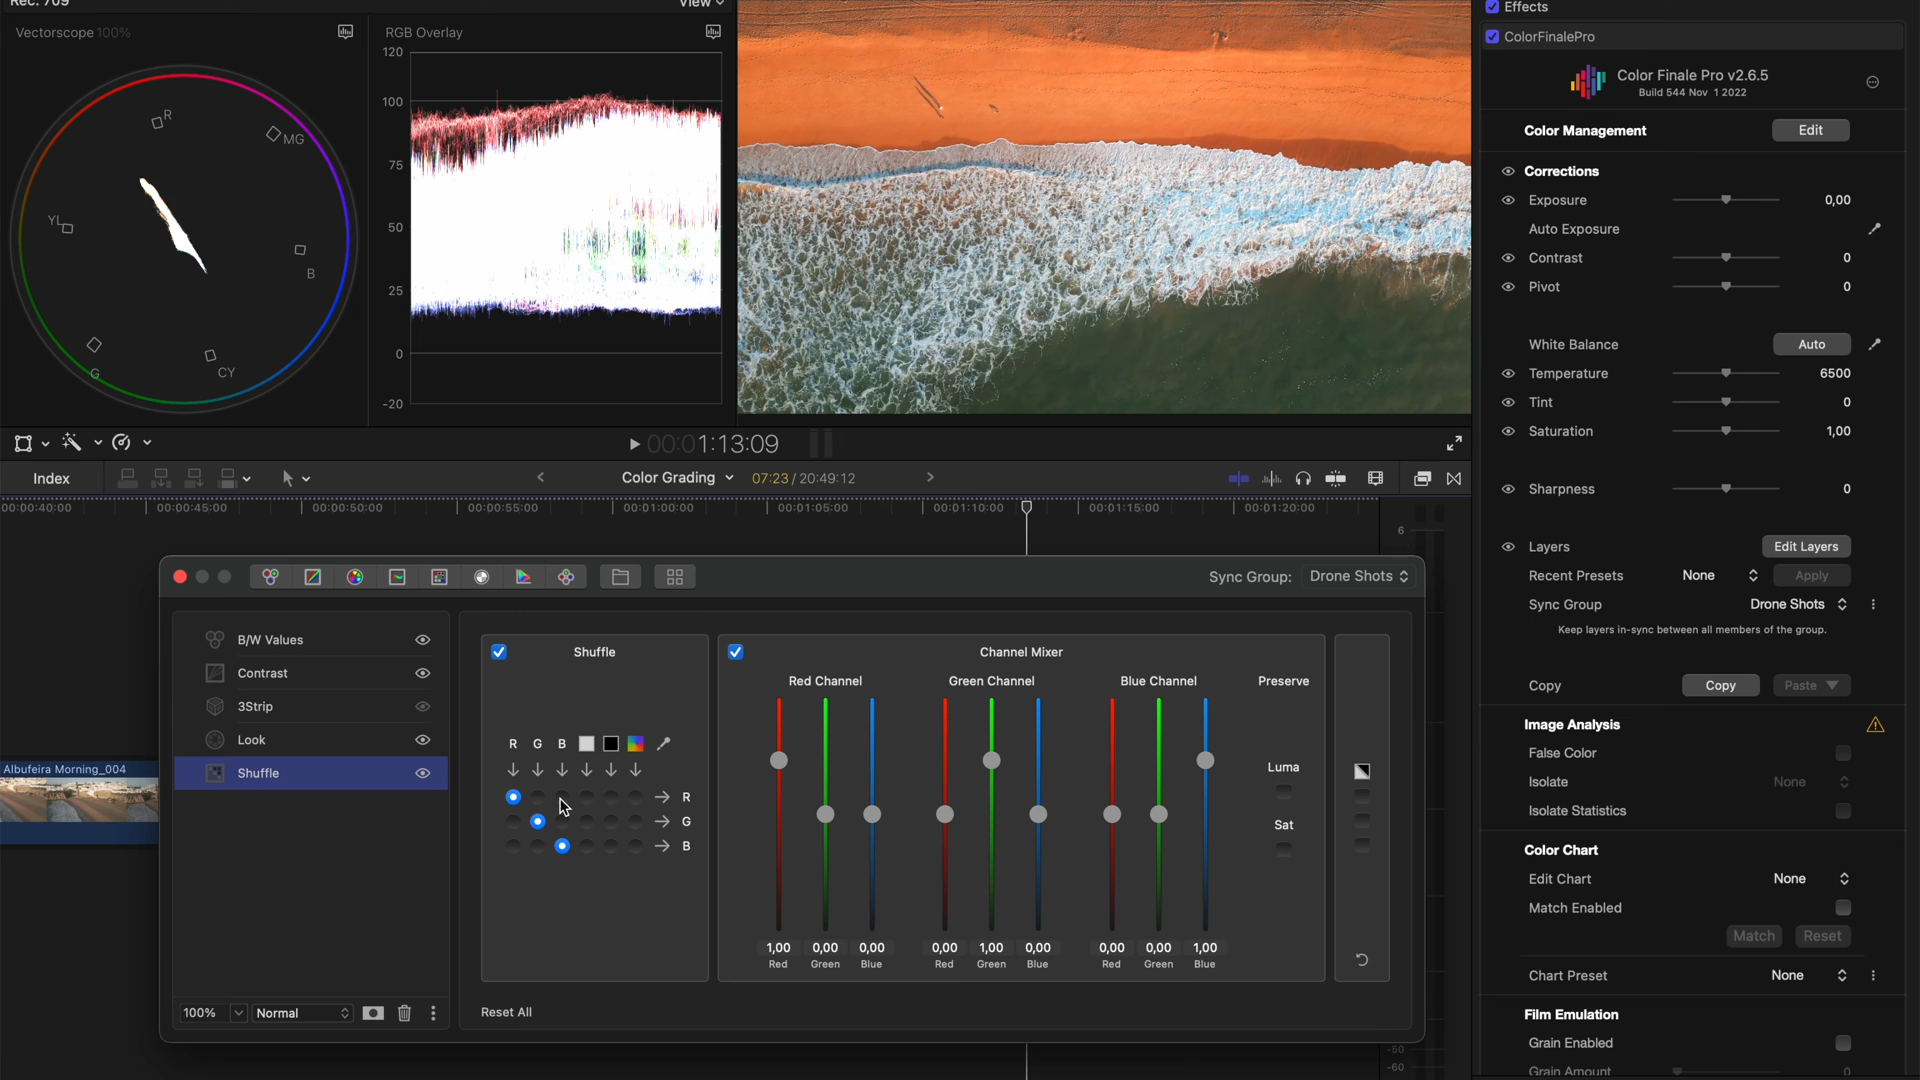 Rec. 709
View
Effects
Vectorscope 100%
RGB Overlay
ColorFinalePro
120
100
75
50
25
0
-20
R
MG
YL
B
G
CY
Color Finale Pro v2.6.5
Build 544 Nov 1 2022
Color Management
Edit
Corrections
Exposure
0,00
Auto Exposure
Contrast
0
Pivot
0
White Balance
Auto
Temperature
6500
Tint
0
Saturation
1,00
Sharpness
0
Layers
Edit Layers
Recent Presets
None
Apply
Sync Group
Drone Shots
Keep layers in-sync between all members of the group.
Copy
Copy
Paste
Image Analysis
False Color
Isolate
None
Isolate Statistics
Color Chart
Edit Chart
None
Match Enabled
Match
Reset
Chart Preset
None
Film Emulation
Grain Enabled
Grain Amount
0
00:01:13:09
Index
Color Grading
07:23 / 20:49:12
00:00:40:00
00:00:45:00
00:00:50:00
00:00:55:00
00:01:00:00
00:01:05:00
00:01:10:00
00:01:15:00
00:01:20:00
6
-50
-60
Albufeira Morning_004
Sync Group:
Drone Shots
B/W Values
Contrast
3Strip
Look
Shuffle
100%
Normal
Shuffle
R G B
R
G
B
Reset All
Channel Mixer
Red Channel
Green Channel
Blue Channel
Preserve
Luma
Sat
1,00 0,00 0,00
Red Green Blue
0,00 1,00 0,00
Red Green Blue
0,00 0,00 1,00
Red Green Blue